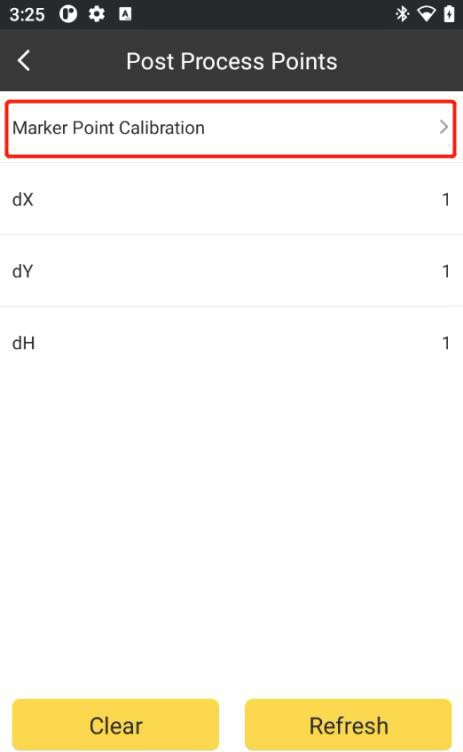 3:25
Post Process Points
Marker Point Calibration
dX 1
dY 1
dH 1
Clear Refresh